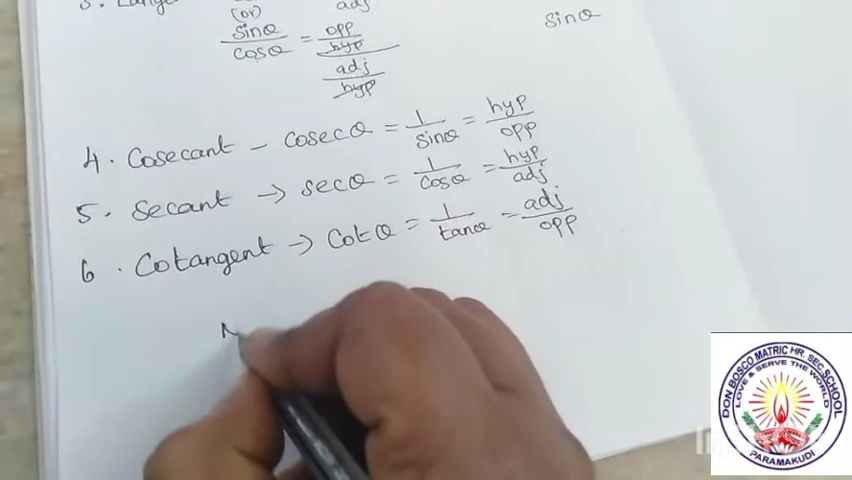 3.
(or) adj
sinθ/cosθ = opp/hyp / adj/hyp
sinθ
4. Cosecant - cosecθ = 1/sinθ = hyp/opp
5. Secant → secθ = 1/cosθ = hyp/adj
6. Cotangent → Cotθ = 1/tanθ = adj/opp
DON BOSCO MATRIC HR. SEC. SCHOOL
LOVE & SERVE THE WORLD
PARAMAKUDI